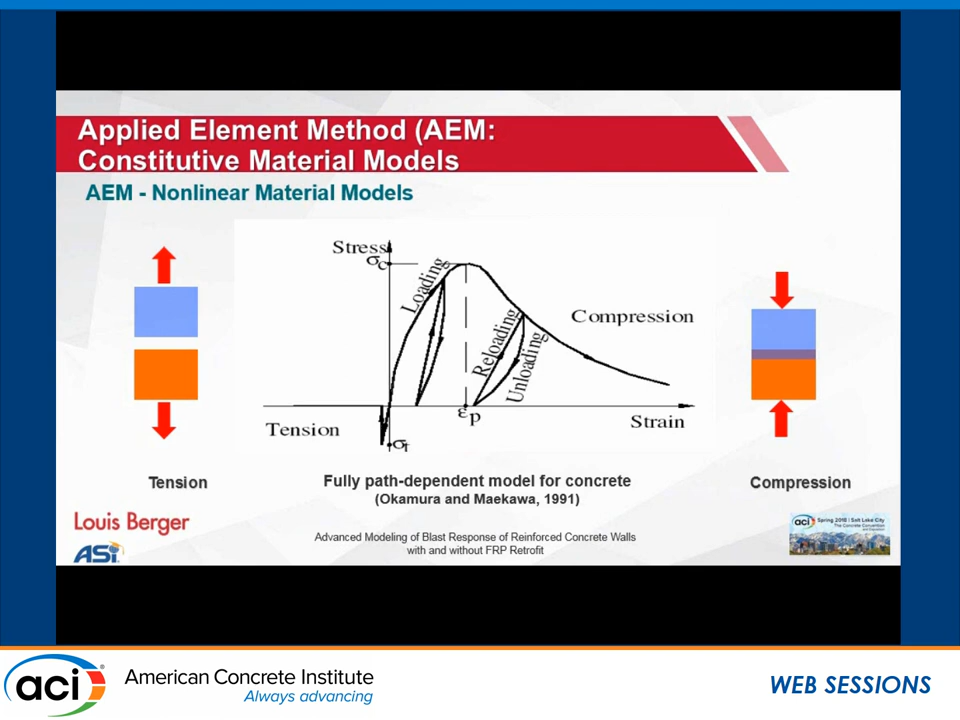 Applied Element Method (AEM:
Constitutive Material Models
AEM - Nonlinear Material Models
Stress
σc
Loading
Reloading
Unloading
Compression
εp
Strain
Tension
Tension
Fully path-dependent model for concrete
(Okamura and Maekawa, 1991)
Compression
Louis Berger
ASI
Advanced Modeling of Blast Response of Reinforced Concrete Walls
with and without FRP Retrofit
aci Spring 2018 | Salt Lake City
The Concrete Convention
aci
American Concrete Institute
Always advancing
WEB SESSIONS